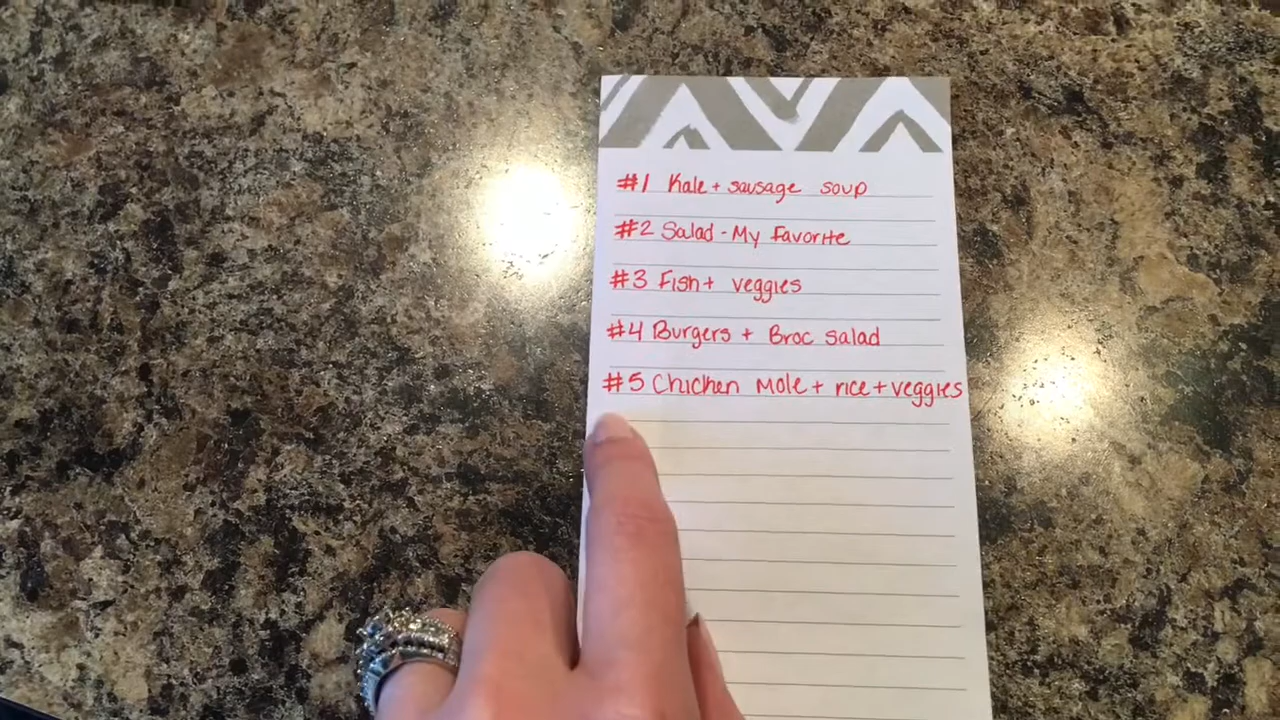 #1 Kale + sausage soup
#2 Salad - My favorite
#3 Fish + veggies
#4 Burgers + Broc salad
#5 Chicken Mole + rice + veggies